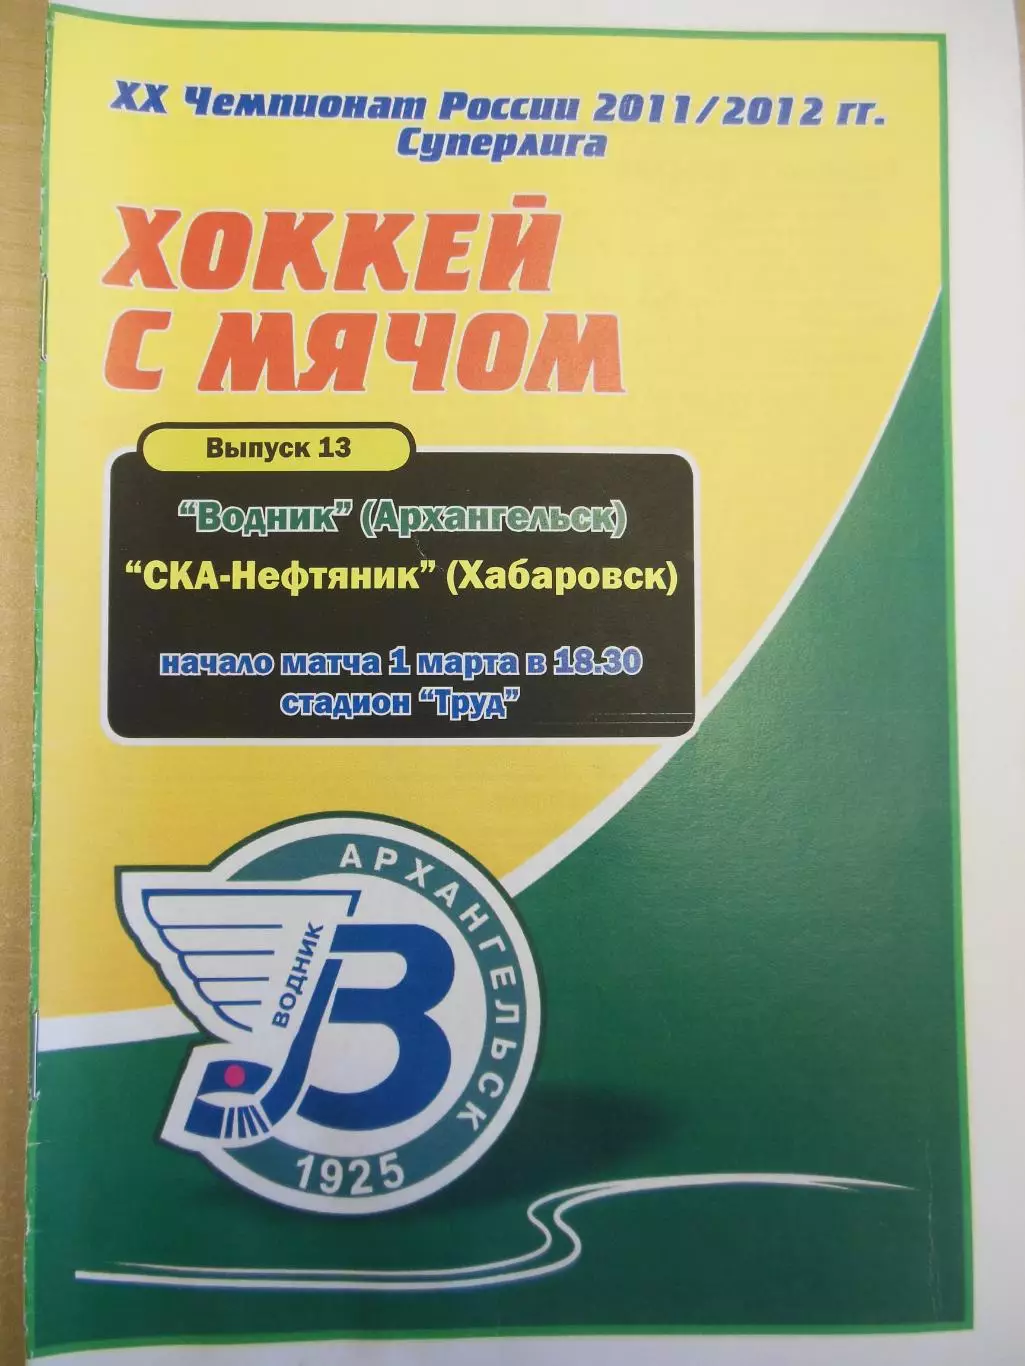 XX Чемпионат России 2011/2012 гг.
Суперлига
ХОККЕЙ
С МЯЧОМ
Выпуск 13
“Водник” (Архангельск)
“СКА-Нефтяник” (Хабаровск)
начало матча 1 марта в 18.30
стадион “Труд”
АРХАНГЕЛЬСК
ВОДНИК
В
1925